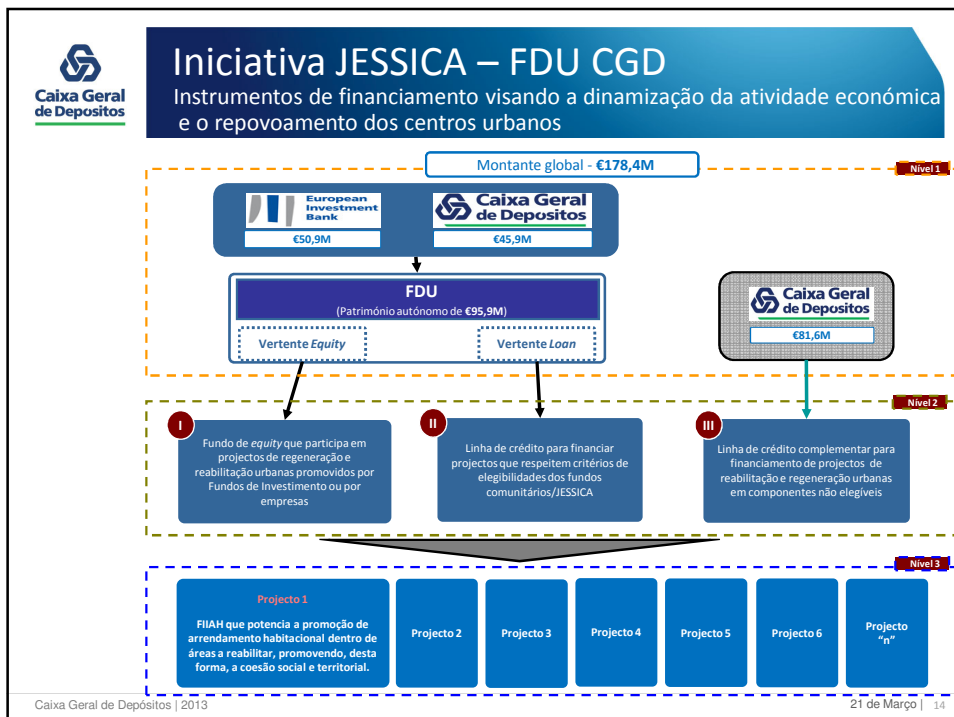 Caixa Geral
de Depositos
Iniciativa JESSICA – FDU CGD
Instrumentos de financiamento visando a dinamização da atividade económica
e o repovoamento dos centros urbanos
Montante global - €178,4M
Nível 1
European
Investment
Bank
€50,9M
Caixa Geral
de Depositos
€45,9M
FDU
(Património autónomo de €95,9M)
Vertente Equity
Vertente Loan
Caixa Geral
de Depositos
€81,6M
Nível 2
I
Fundo de equity que participa em
projectos de regeneração e
reabilitação urbanas promovidos por
Fundos de Investimento ou por
empresas
II
Linha de crédito para financiar
projectos que respeitem critérios de
elegibilidades dos fundos
comunitários/JESSICA
III
Linha de crédito complementar para
financiamento de projectos de
reabilitação e regeneração urbanas
em componentes não elegíveis
Nível 3
Projecto 1
FIIAH que potencia a promoção de
arrendamento habitacional dentro de
áreas a reabilitar, promovendo, desta
forma, a coesão social e territorial.
Projecto 2
Projecto 3
Projecto 4
Projecto 5
Projecto 6
Projecto
"n"
Caixa Geral de Depósitos | 2013
21 de Março | 14